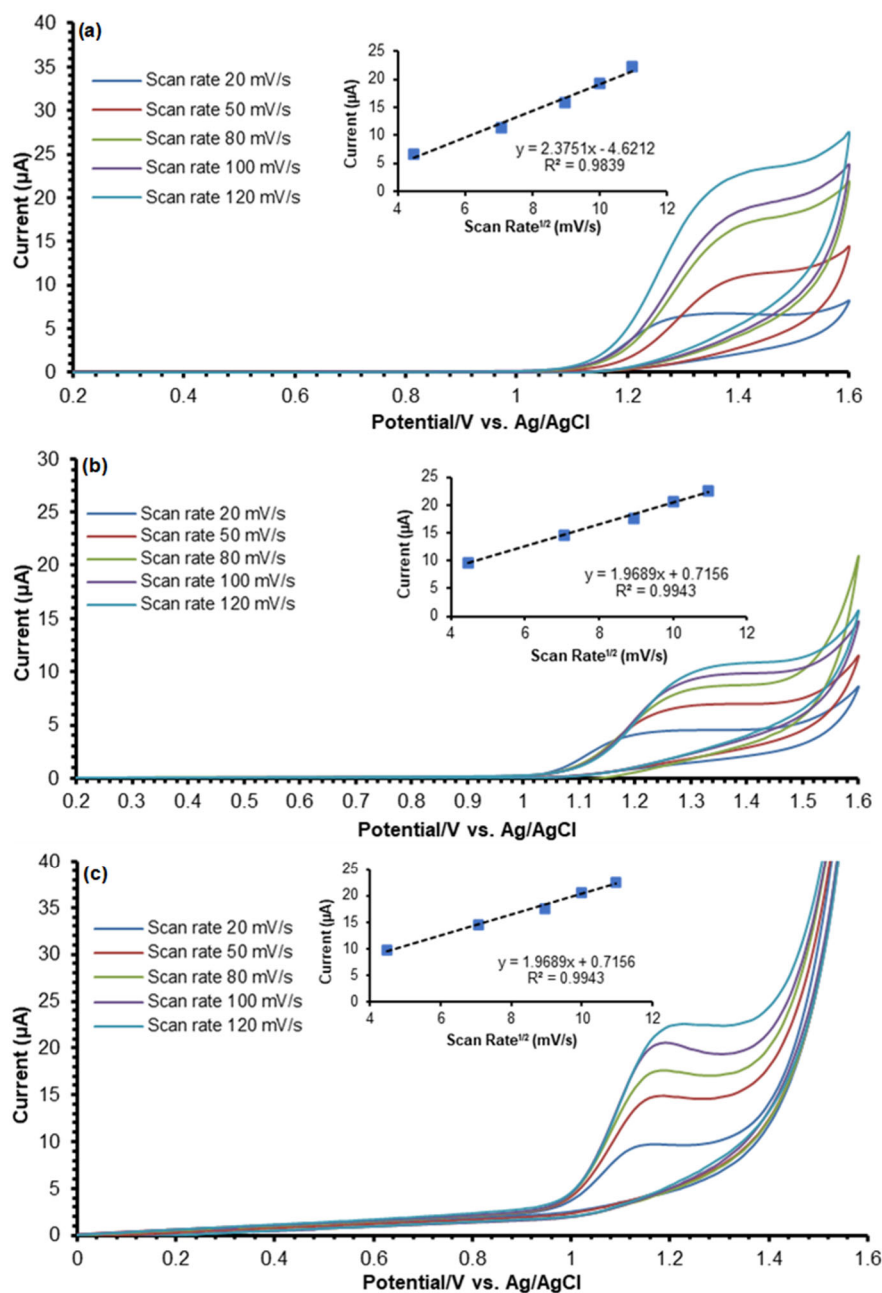 (a)
40
35
30
25
20
15
10
5
0
Current (µA)
Scan rate 20 mV/s
Scan rate 50 mV/s
Scan rate 80 mV/s
Scan rate 100 mV/s
Scan rate 120 mV/s
25
20
15
10
5
0
Current (µA)
y = 2.3751x - 4.6212
R² = 0.9839
4 6 8 10 12
Scan Rate¹ᐟ² (mV/s)
0.2 0.4 0.6 0.8 1 1.2 1.4 1.6
Potential/V vs. Ag/AgCl
(b)
30
25
20
15
10
5
0
Current (µA)
Scan rate 20 mV/s
Scan rate 50 mV/s
Scan rate 80 mV/s
Scan rate 100 mV/s
Scan rate 120 mV/s
25
20
15
10
5
0
Current (µA)
y = 1.9689x + 0.7156
R² = 0.9943
4 6 8 10 12
Scan Rate¹ᐟ² (mV/s)
0.2 0.3 0.4 0.5 0.6 0.7 0.8 0.9 1 1.1 1.2 1.3 1.4 1.5 1.6
Potential/V vs. Ag/AgCl
(c)
40
35
30
25
20
15
10
5
0
Current (µA)
Scan rate 20 mV/s
Scan rate 50 mV/s
Scan rate 80 mV/s
Scan rate 100 mV/s
Scan rate 120 mV/s
25
20
15
10
5
0
Current (µA)
y = 1.9689x + 0.7156
R² = 0.9943
4 6 8 10 12
Scan Rate¹ᐟ² (mV/s)
0 0.2 0.4 0.6 0.8 1 1.2 1.4 1.6
Potential/V vs. Ag/AgCl